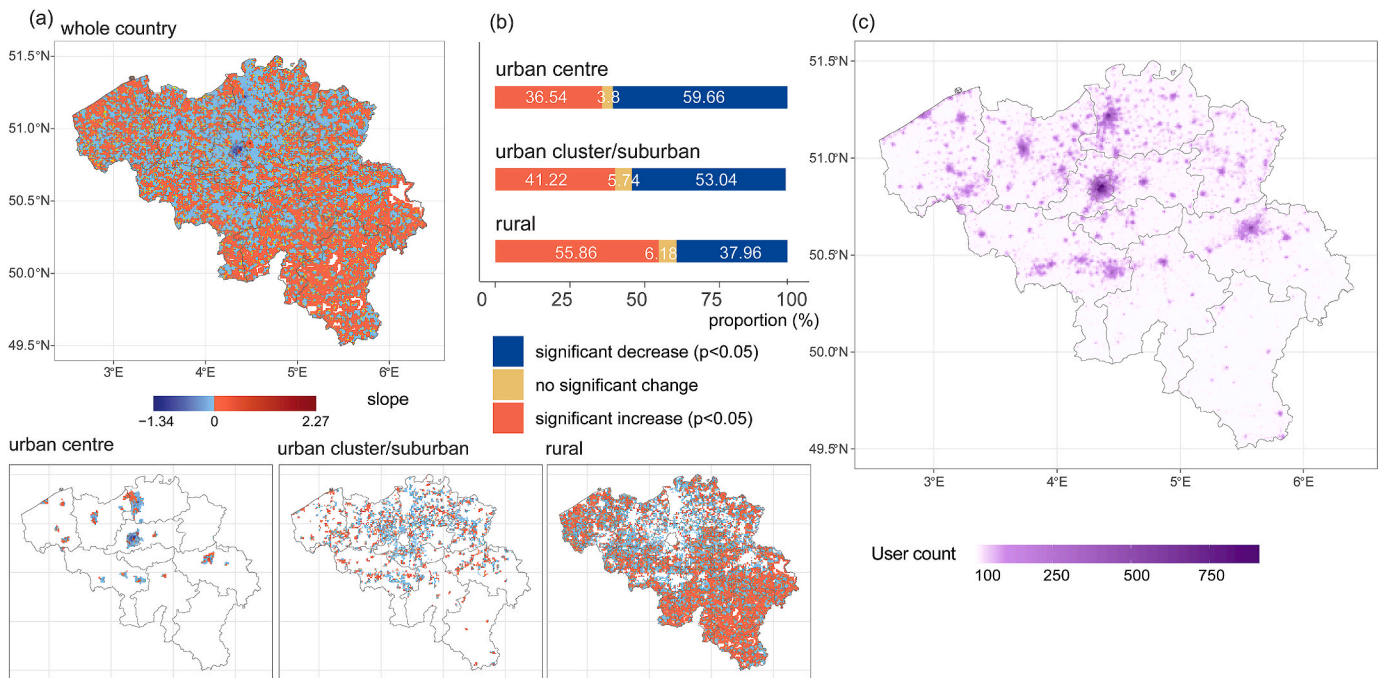 (a)
whole country
51.5°N
51.0°N
50.5°N
50.0°N
49.5°N
3°E
4°E
5°E
6°E
slope
−1.34
0
2.27
urban centre
urban cluster/suburban
rural
(b)
urban centre
36.54
3.8
59.66
urban cluster/suburban
41.22
5.74
53.04
rural
55.86
6.18
37.96
0
25
50
75
100
proportion (%)
significant decrease (p<0.05)
no significant change
significant increase (p<0.05)
(c)
51.5°N
51.0°N
50.5°N
50.0°N
49.5°N
3°E
4°E
5°E
6°E
User count
100
250
500
750